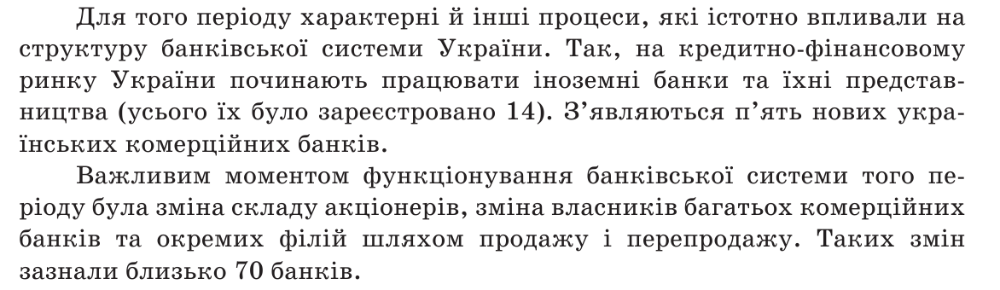 Для того періоду характерні й інші процеси, які істотно впливали на
структуру банківської системи України. Так, на кредитно-фінансовому
ринку України починають працювати іноземні банки та їхні представ-
ництва (усього їх було зареєстровано 14). З’являються п’ять нових укра-
їнських комерційних банків.
Важливим моментом функціонування банківської системи того пе-
ріоду була зміна складу акціонерів, зміна власників багатьох комерційних
банків та окремих філій шляхом продажу і перепродажу. Таких змін
зазнали близько 70 банків.